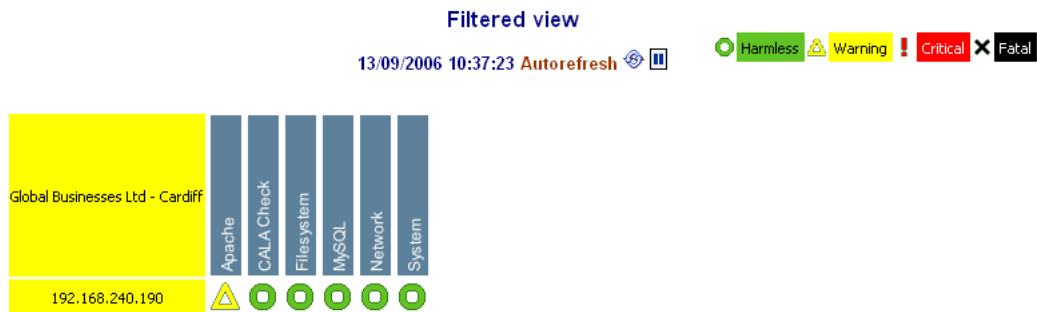 Filtered view
13/09/2006 10:37:23 Autorefresh
Harmless Warning Critical Fatal
Global Businesses Ltd - Cardiff
Apache
CALA Check
Filesystem
MySQL
Network
System
192.168.240.190